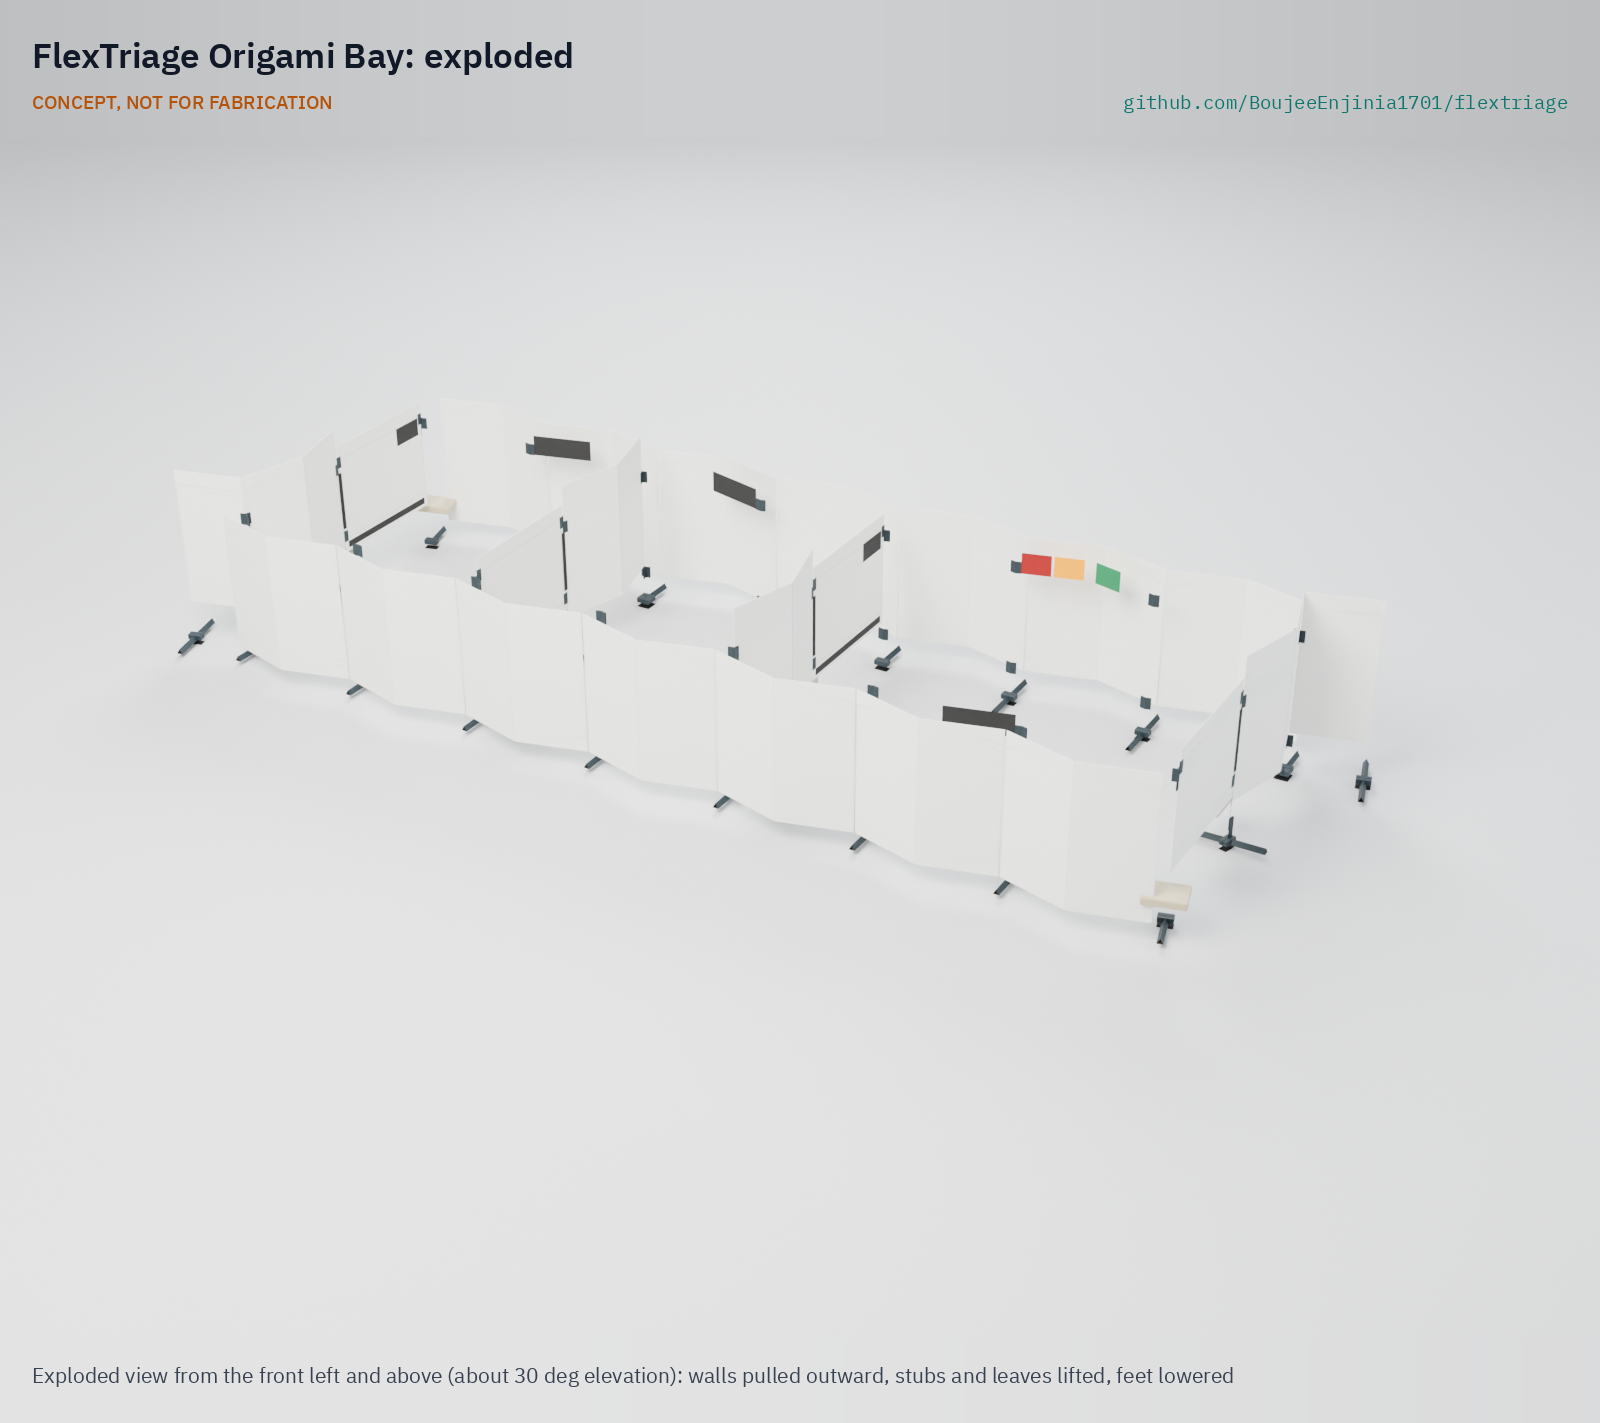 FlexTriage Origami Bay: exploded
CONCEPT, NOT FOR FABRICATION
github.com/BoujeeEnjinia1701/flextriage
Exploded view from the front left and above (about 30 deg elevation): walls pulled outward, stubs and leaves lifted, feet lowered